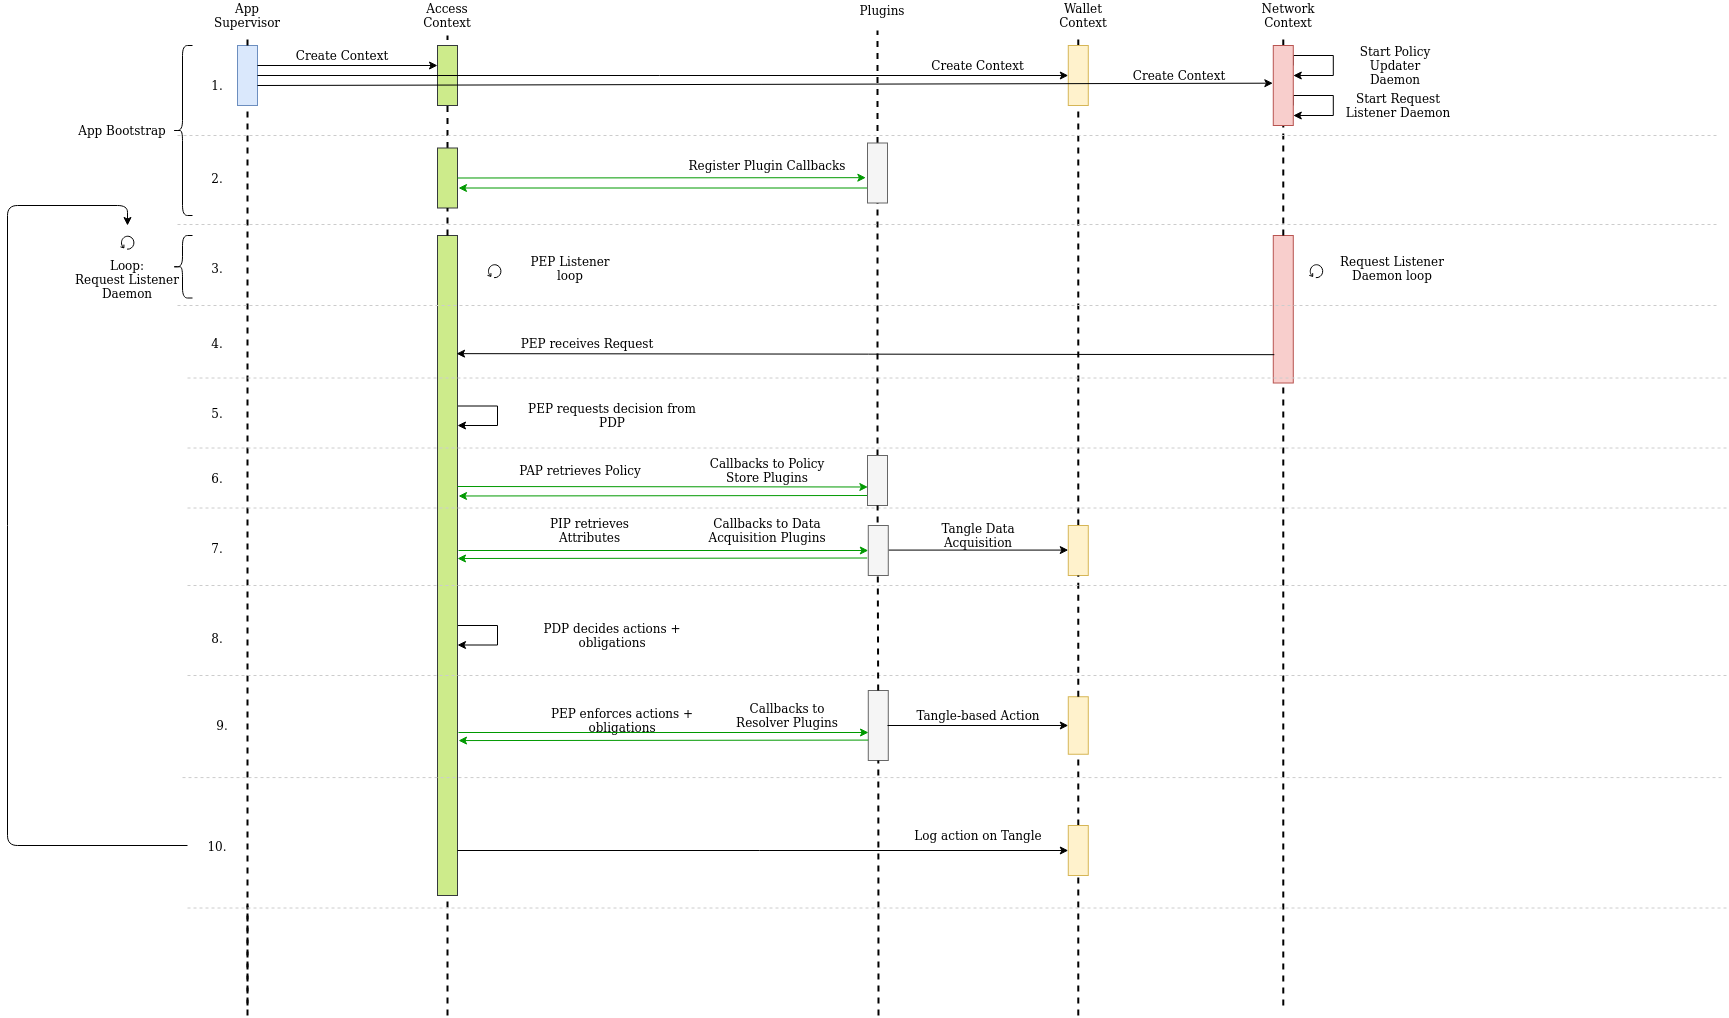 App
Supervisor
Access
Context
Plugins
Wallet
Context
Network
Context
Create Context
Create Context
Create Context
Start Policy
Updater
Daemon
1.
Start Request
Listener Daemon
App Bootstrap
2.
Register Plugin Callbacks
Loop:
Request Listener
Daemon
3.
PEP Listener
loop
Request Listener
Daemon loop
4.
PEP receives Request
5.
PEP requests decision from
PDP
6.
PAP retrieves Policy
Callbacks to Policy
Store Plugins
7.
PIP retrieves
Attributes
Callbacks to Data
Acquisition Plugins
Tangle Data
Acquisition
8.
PDP decides actions +
obligations
9.
PEP enforces actions +
obligations
Callbacks to
Resolver Plugins
Tangle-based Action
10.
Log action on Tangle